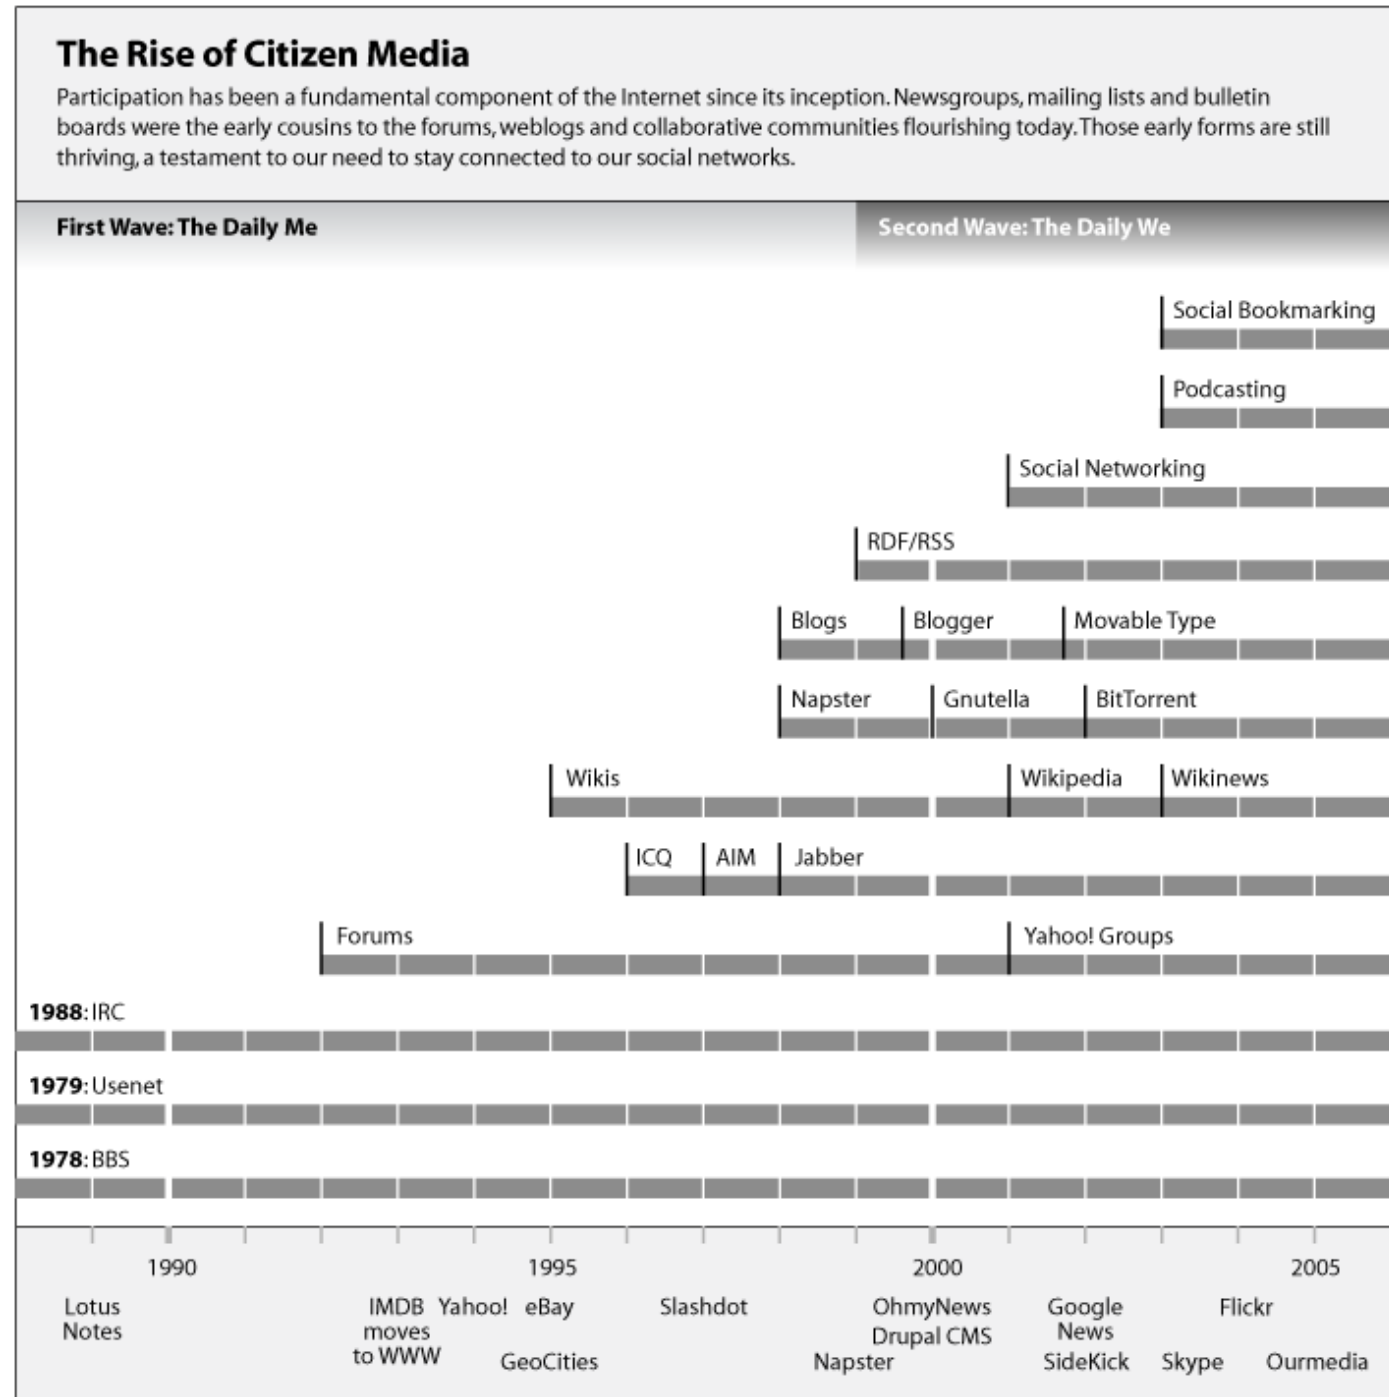 The Rise of Citizen Media
Participation has been a fundamental component of the Internet since its inception. Newsgroups, mailing lists and bulletin
boards were the early cousins to the forums, weblogs and collaborative communities flourishing today. Those early forms are still
thriving, a testament to our need to stay connected to our social networks.
First Wave: The Daily Me
Second Wave: The Daily We
Social Bookmarking
Podcasting
Social Networking
RDF/RSS
Blogs Blogger Movable Type
Napster Gnutella BitTorrent
Wikis Wikipedia Wikinews
ICQ AIM Jabber
Forums Yahoo! Groups
1988: IRC
1979: Usenet
1978: BBS
1990 1995 2000 2005
Lotus
Notes
IMDB
moves
to WWW
Yahoo!
eBay
GeoCities
Slashdot
OhmyNews
Drupal CMS
Napster
Google
News
SideKick
Skype
Flickr
Ourmedia